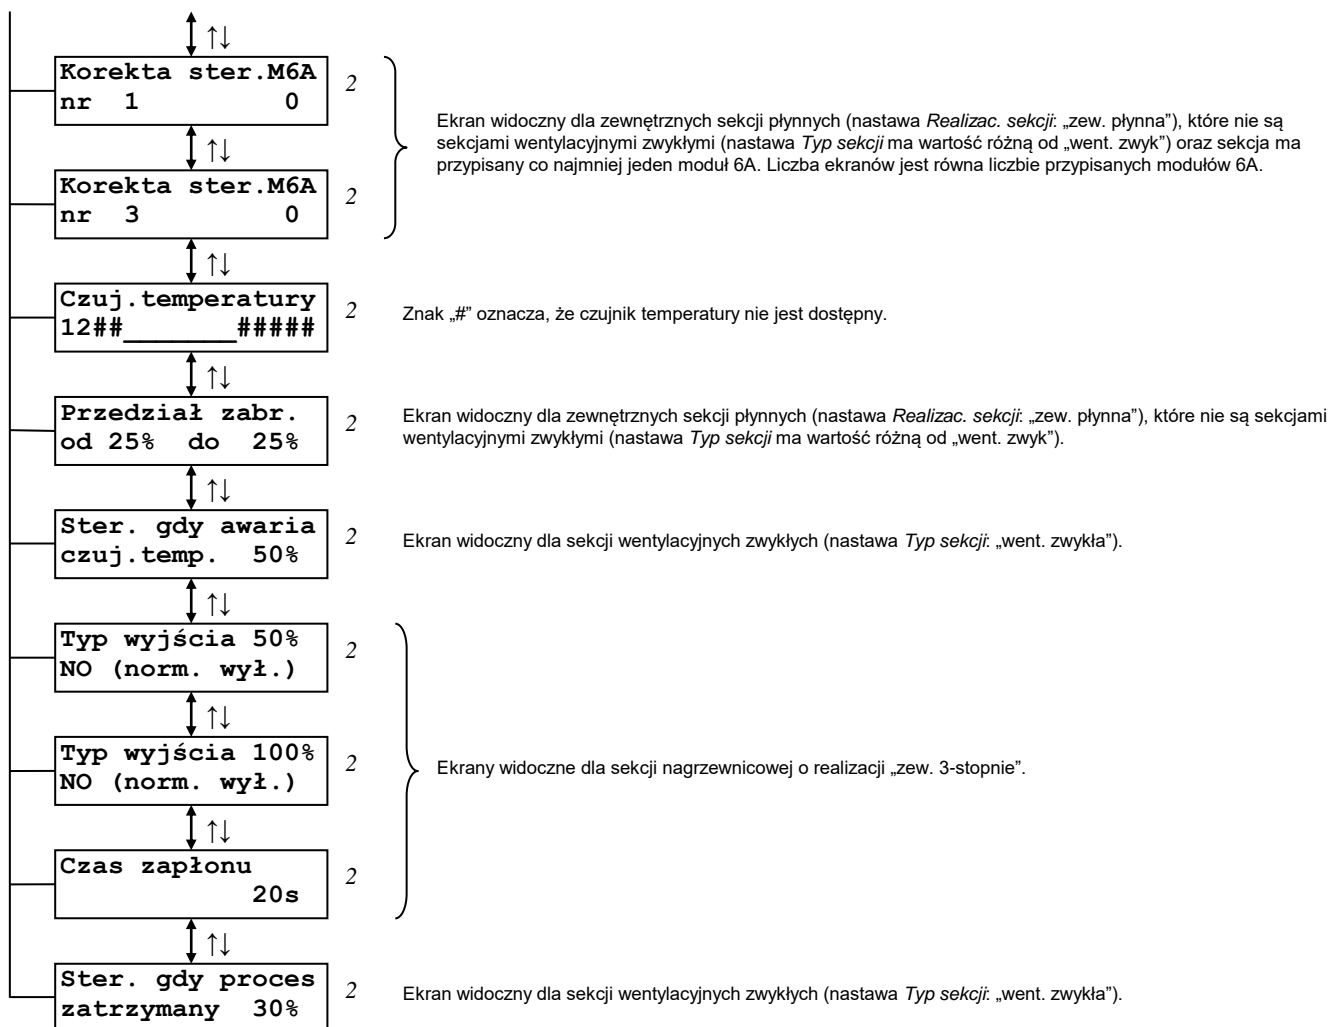 ↑↓
Korekta ster.M6A
nr 1 0
2
Ekran widoczny dla zewnętrznych sekcji płynnych (nastawa Realizac. sekcji: „zew. płynna”), które nie są
sekcjami wentylacyjnymi zwykłymi (nastawa Typ sekcji ma wartość różną od „went. zwyk”) oraz sekcja ma
przypisany co najmniej jeden moduł 6A. Liczba ekranów jest równa liczbie przypisanych modułów 6A.
↑↓
Korekta ster.M6A
nr 3 0
2
↑↓
Czuj.temperatury
12##_______#####
2
Znak „#” oznacza, że czujnik temperatury nie jest dostępny.
↑↓
Przedział zabr.
od 25% do 25%
2
Ekran widoczny dla zewnętrznych sekcji płynnych (nastawa Realizac. sekcji: „zew. płynna”), które nie są sekcjami
wentylacyjnymi zwykłymi (nastawa Typ sekcji ma wartość różną od „went. zwyk”).
↑↓
Ster. gdy awaria
czuj.temp. 50%
2
Ekran widoczny dla sekcji wentylacyjnych zwykłych (nastawa Typ sekcji: „went. zwykła”).
↑↓
Typ wyjścia 50%
NO (norm. wył.)
2
↑↓
Typ wyjścia 100%
NO (norm. wył.)
2
Ekrany widoczne dla sekcji nagrzewnicowej o realizacji „zew. 3-stopnie”.
↑↓
Czas zapłonu
20s
2
↑↓
Ster. gdy proces
zatrzymany 30%
2
Ekran widoczny dla sekcji wentylacyjnych zwykłych (nastawa Typ sekcji: „went. zwykła”).